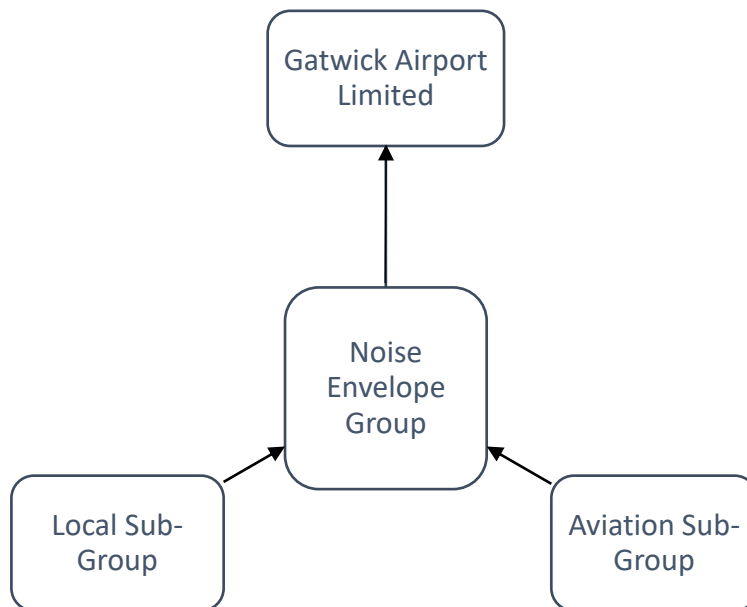 Gatwick Airport
Limited
Noise
Envelope
Group
Local Sub-
Group
Aviation Sub-
Group